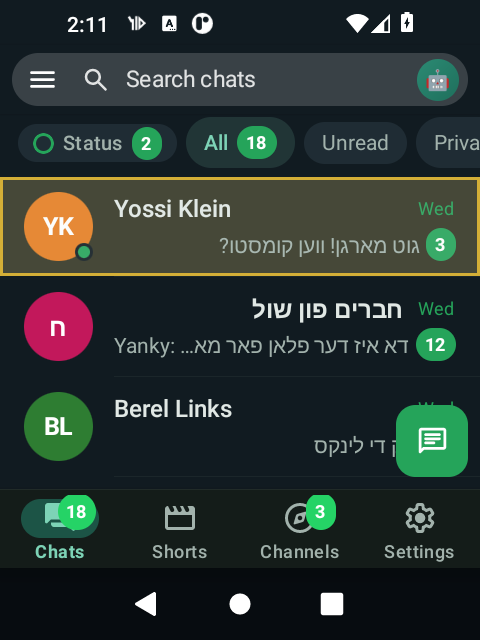 2:11
Search chats
Status 2
All 18
Unread
Priva
YK
Yossi Klein
Wed
גוט מארגן! ווען קומסטו?
3
ח
חברים פון שול
Wed
Yanky: דא איז דער פלאן פאר מא...
12
BL
Berel Links
די לינקס
18
Chats
Shorts
3
Channels
Settings